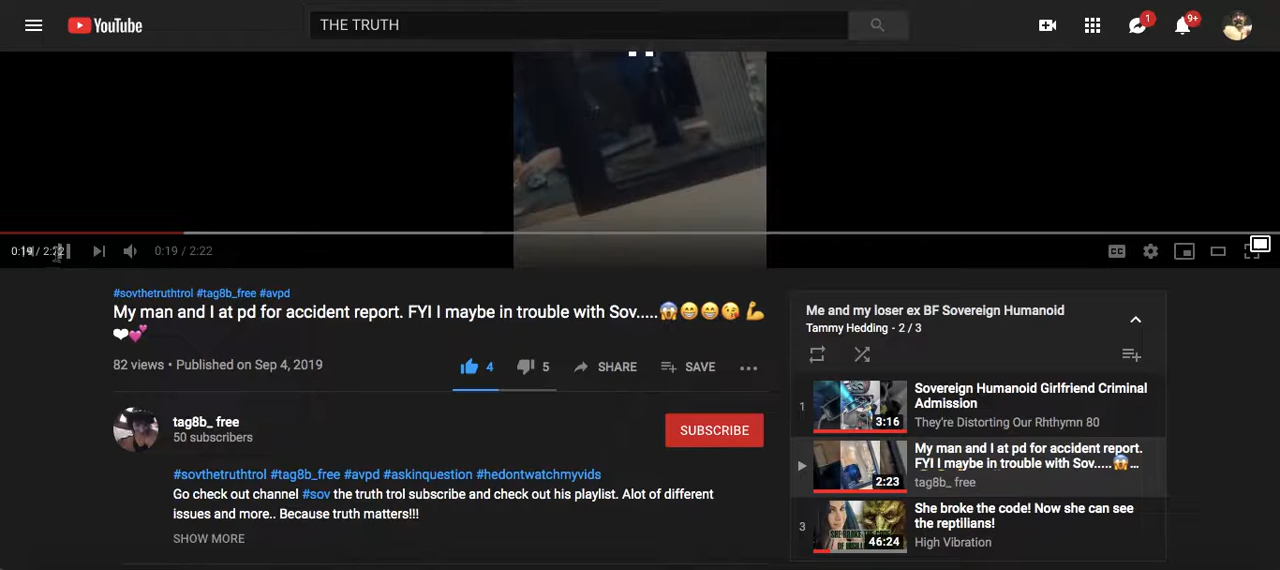 YouTube
THE TRUTH
1
9+
0:19 / 2:22
0:19 / 2:22
CC
#sovthetruthtrol #tag8b_free #avpd
My man and I at pd for accident report. FYI I maybe in trouble with Sov.....😱😁😁😘💪
❤💕
82 views • Published on Sep 4, 2019
4
5
SHARE
SAVE
tag8b_ free
50 subscribers
SUBSCRIBE
#sovthetruthtrol #tag8b_free #avpd #askinquestion #hedontwatchmyvids
Go check out channel #sov the truth trol subscribe and check out his playlist. Alot of different
issues and more.. Because truth matters!!!
SHOW MORE
Me and my loser ex BF Sovereign Humanoid
Tammy Hedding - 2 / 3
1
3:16
Sovereign Humanoid Girlfriend Criminal
Admission
They're Distorting Our Rhthymn 80
2:23
My man and I at pd for accident report.
FYI I maybe in trouble with Sov.....😱...
tag8b_ free
3
46:24
She broke the code! Now she can see
the reptilians!
High Vibration